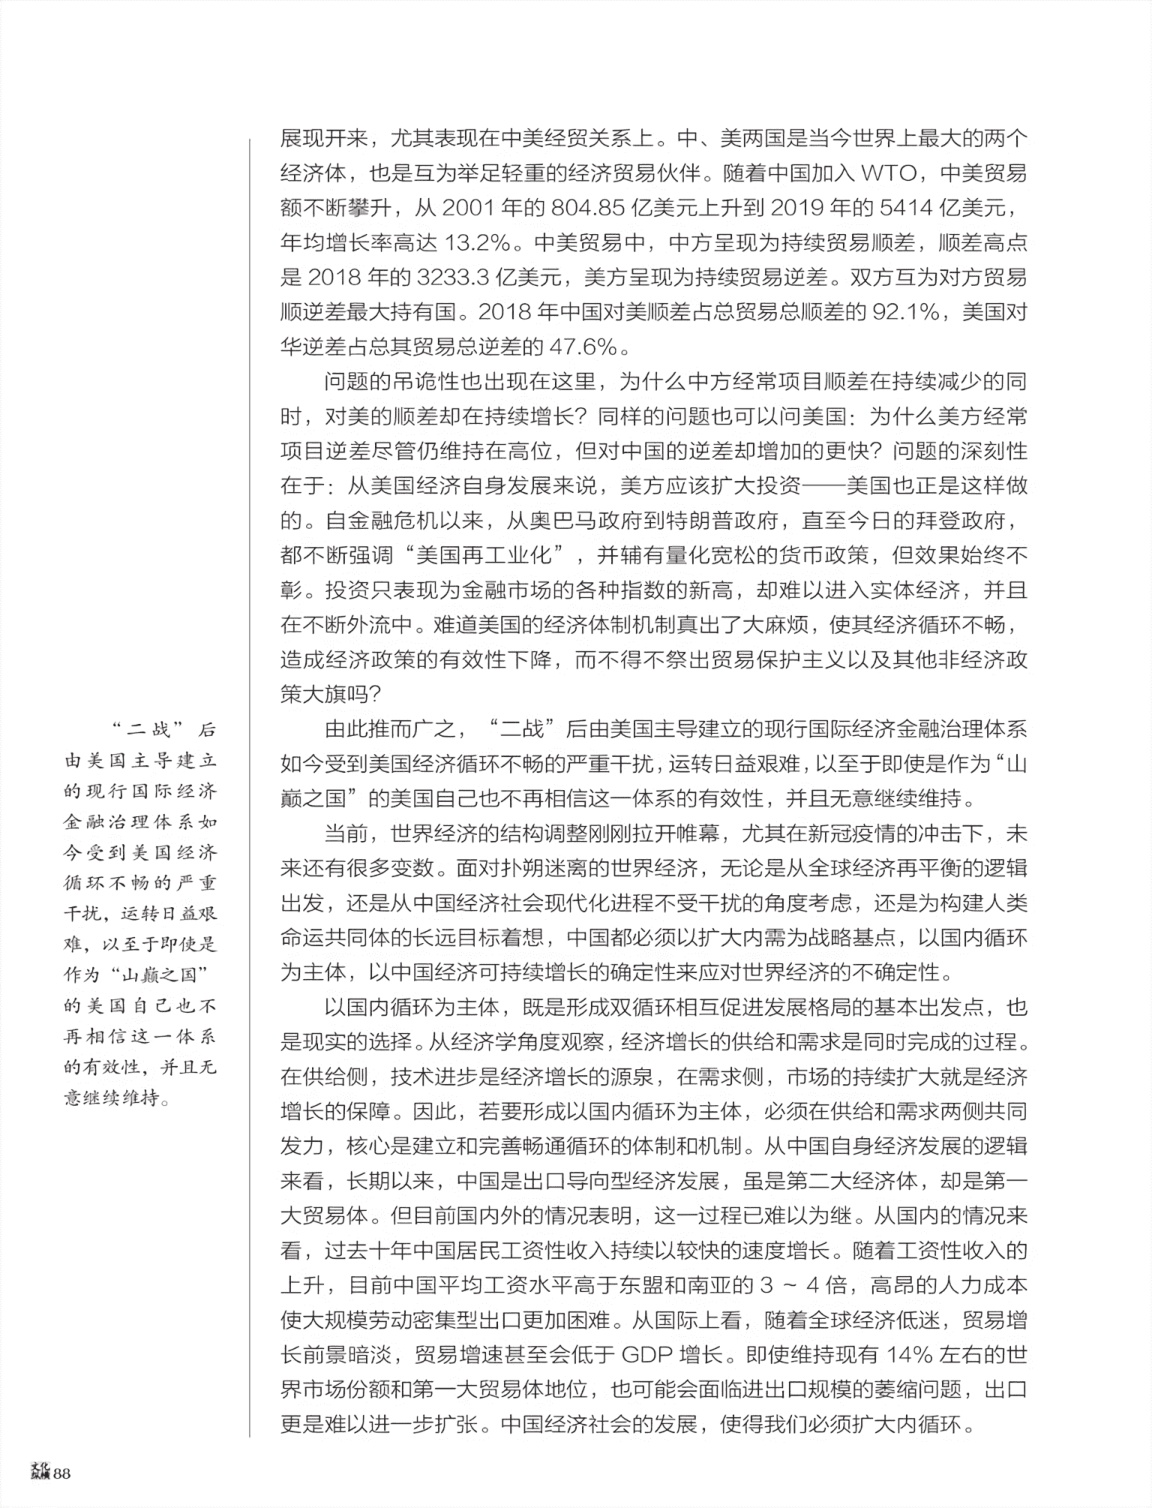 展现开来，尤其表现在中美经贸关系上。中、美两国是当今世界上最大的两个
经济体，也是互为举足轻重的经济贸易伙伴。随着中国加入 WTO，中美贸易
额不断攀升，从 2001 年的 804.85 亿美元上升到 2019 年的 5414 亿美元，
年均增长率高达 13.2%。中美贸易中，中方呈现为持续贸易顺差，顺差高点
是 2018 年的 3233.3 亿美元，美方呈现为持续贸易逆差。双方互为对方贸易
顺逆差最大持有国。2018 年中国对美顺差占总贸易总顺差的 92.1%，美国对
华逆差占总其贸易总逆差的 47.6%。
问题的吊诡性也出现在这里，为什么中方经常项目顺差在持续减少的同
时，对美的顺差却在持续增长？同样的问题也可以问美国：为什么美方经常
项目逆差尽管仍维持在高位，但对中国的逆差却增加的更快？问题的深刻性
在于：从美国经济自身发展来说，美方应该扩大投资——美国也正是这样做
的。自金融危机以来，从奥巴马政府到特朗普政府，直至今日的拜登政府，
都不断强调“美国再工业化”，并辅有量化宽松的货币政策，但效果始终不
彰。投资只表现为金融市场的各种指数的新高，却难以进入实体经济，并且
在不断外流中。难道美国的经济体制机制真出了大麻烦，使其经济循环不畅，
造成经济政策的有效性下降，而不得不祭出贸易保护主义以及其他非经济政
策大旗吗？
由此推而广之，“二战”后由美国主导建立的现行国际经济金融治理体系
如今受到美国经济循环不畅的严重干扰，运转日益艰难，以至于即使是作为“山
巅之国”的美国自己也不再相信这一体系的有效性，并且无意继续维持。
当前，世界经济的结构调整刚刚拉开帷幕，尤其在新冠疫情的冲击下，未
来还有很多变数。面对扑朔迷离的世界经济，无论是从全球经济再平衡的逻辑
出发，还是从中国经济社会现代化进程不受干扰的角度考虑，还是为构建人类
命运共同体的长远目标着想，中国都必须以扩大内需为战略基点，以国内循环
为主体，以中国经济可持续增长的确定性来应对世界经济的不确定性。
以国内循环为主体，既是形成双循环相互促进发展格局的基本出发点，也
是现实的选择。从经济学角度观察，经济增长的供给和需求是同时完成的过程。
在供给侧，技术进步是经济增长的源泉，在需求侧，市场的持续扩大就是经济
增长的保障。因此，若要形成以国内循环为主体，必须在供给和需求两侧共同
发力，核心是建立和完善畅通循环的体制和机制。从中国自身经济发展的逻辑
来看，长期以来，中国是出口导向型经济发展，虽是第二大经济体，却是第一
大贸易体。但目前国内外的情况表明，这一过程已难以为继。从国内的情况来
看，过去十年中国居民工资性收入持续以较快的速度增长。随着工资性收入的
上升，目前中国平均工资水平高于东盟和南亚的 3 ~ 4 倍，高昂的人力成本
使大规模劳动密集型出口更加困难。从国际上看，随着全球经济低迷，贸易增
长前景暗淡，贸易增速甚至会低于 GDP 增长。即使维持现有 14% 左右的世
界市场份额和第一大贸易体地位，也可能会面临进出口规模的萎缩问题，出口
更是难以进一步扩张。中国经济社会的发展，使得我们必须扩大内循环。
“二战”后
由美国主导建立
的现行国际经济
金融治理体系如
今受到美国经济
循环不畅的严重
干扰，运转日益艰
难，以至于即使是
作为“山巅之国”
的美国自己也不
再相信这一体系
的有效性，并且无
意继续维持。
文化
纵横 88